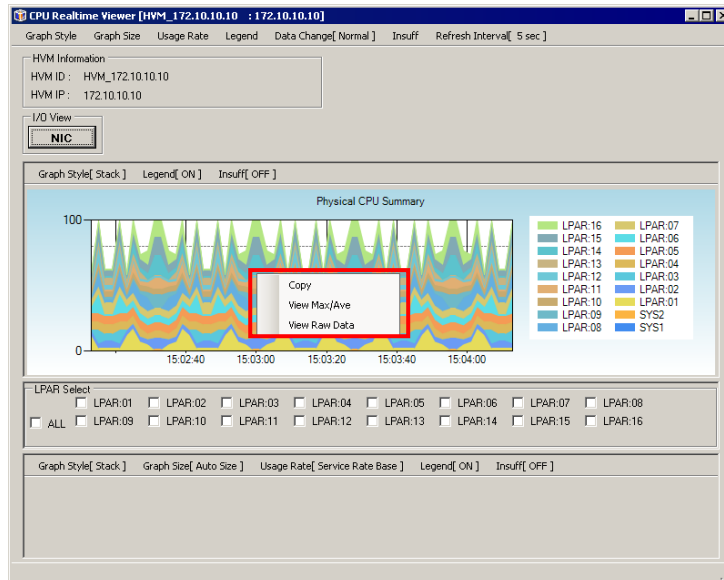 CPU Realtime Viewer [HVM_172.10.10.10 : 172.10.10.10]
Graph Style Graph Size Usage Rate Legend Data Change[ Normal ] Insuff Refresh Interval[ 5 sec ]
HVM Information
HVM ID : HVM_172.10.10.10
HVM IP : 172.10.10.10
I/O View
NIC
Graph Style[ Stack ] Legend[ ON ] Insuff[ OFF ]
Physical CPU Summary
100
0
15:02:40 15:03:00 15:03:20 15:03:40 15:04:00
Copy
View Max/Ave
View Raw Data
LPAR:16 LPAR:07
LPAR:15 LPAR:06
LPAR:14 LPAR:05
LPAR:13 LPAR:04
LPAR:12 LPAR:03
LPAR:11 LPAR:02
LPAR:10 LPAR:01
LPAR:09 SYS2
LPAR:08 SYS1
LPAR Select
LPAR:01 LPAR:02 LPAR:03 LPAR:04 LPAR:05 LPAR:06 LPAR:07 LPAR:08
ALL LPAR:09 LPAR:10 LPAR:11 LPAR:12 LPAR:13 LPAR:14 LPAR:15 LPAR:16
Graph Style[ Stack ] Graph Size[ Auto Size ] Usage Rate[ Service Rate Base ] Legend[ ON ] Insuff[ OFF ]